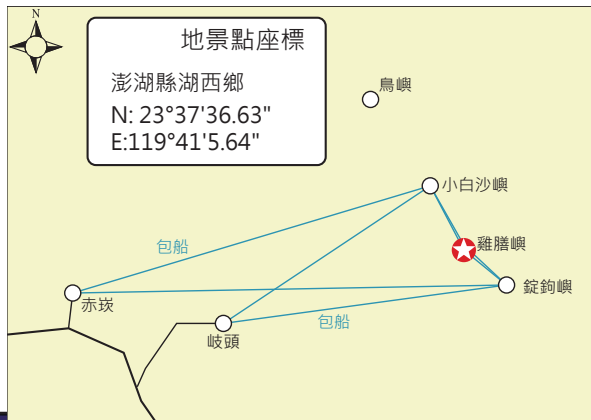 地景點座標
澎湖縣湖西鄉
N: 23°37'36.63"
E:119°41'5.64"
鳥嶼
小白沙嶼
雞膳嶼
包船
錠鉤嶼
赤崁
包船
岐頭